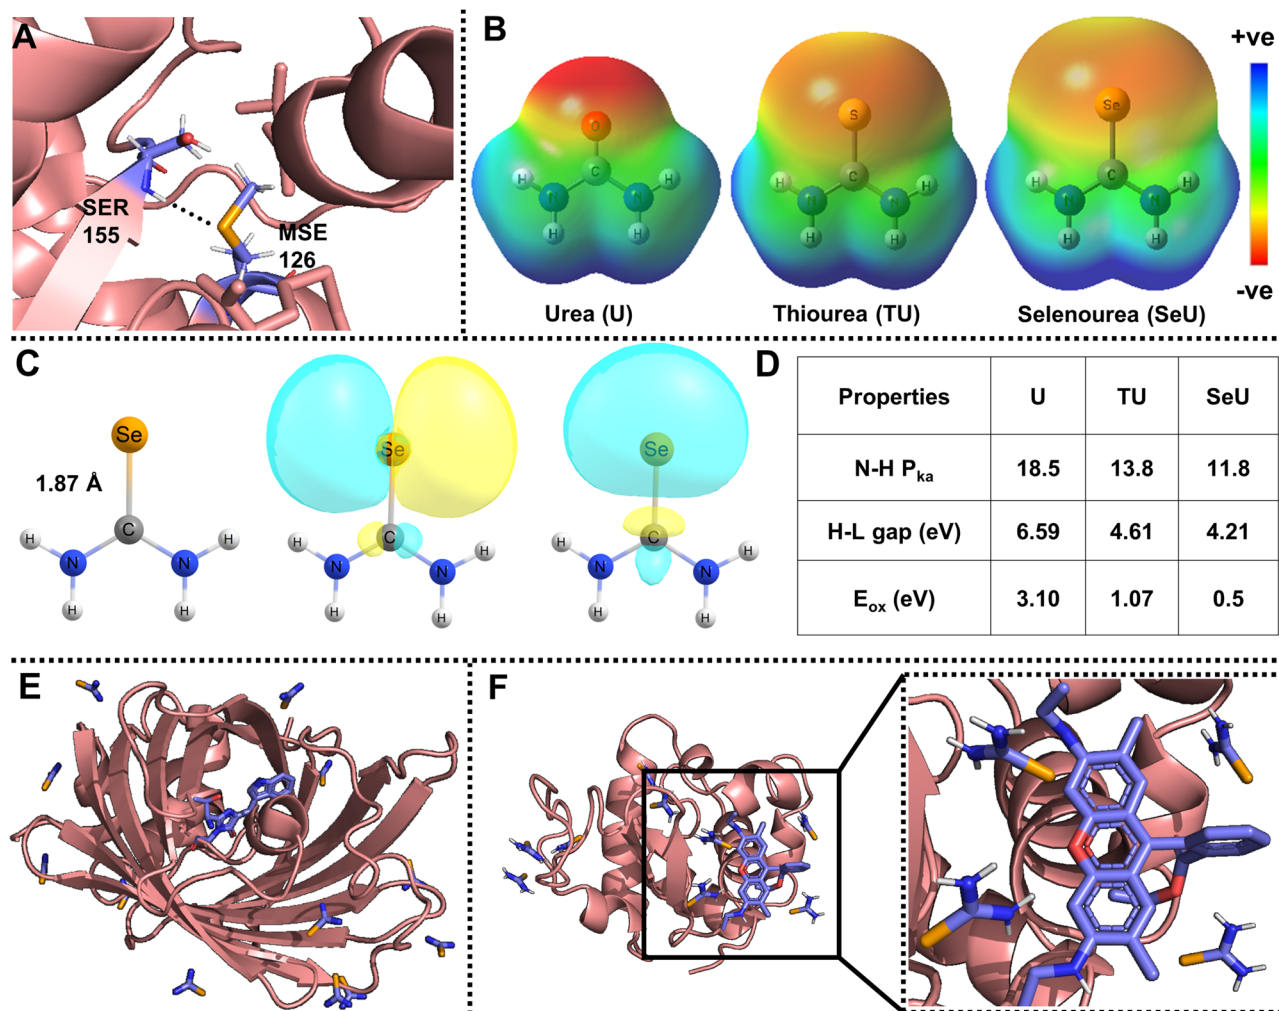 A
SER
155
MSE
126
B
O
C
H
N
N
H
H
H
Urea (U)
S
C
H
N
N
H
H
H
Thiourea (TU)
Se
C
H
N
N
H
H
H
Selenourea (SeU)
+ve
-ve
C
Se
1.87 Å
C
H
N
N
H
H
H
Se
C
H
N
N
H
H
H
Se
C
H
N
N
H
H
H
D
Properties U TU SeU
N-H Pka 18.5 13.8 11.8
H-L gap (eV) 6.59 4.61 4.21
Eox (eV) 3.10 1.07 0.5
E
F